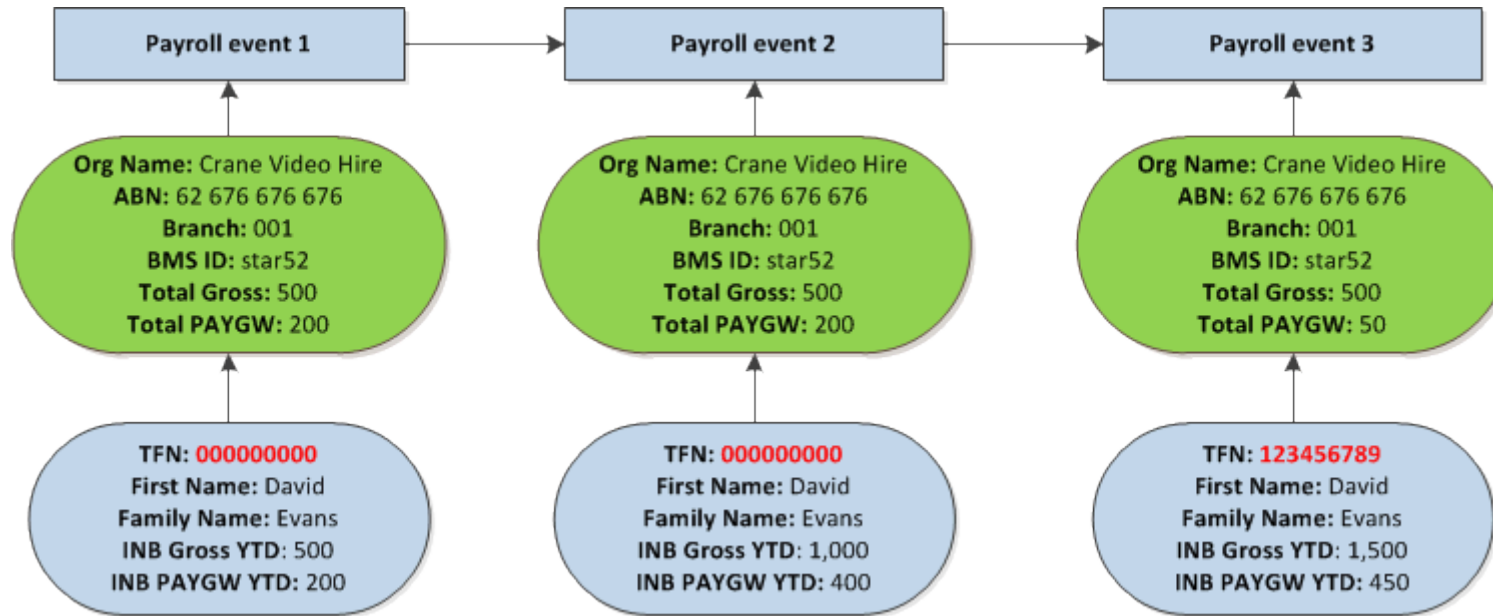 Payroll event 1
Payroll event 2
Payroll event 3
Org Name: Crane Video Hire
ABN: 62 676 676 676
Branch: 001
BMS ID: star52
Total Gross: 500
Total PAYGW: 200
Org Name: Crane Video Hire
ABN: 62 676 676 676
Branch: 001
BMS ID: star52
Total Gross: 500
Total PAYGW: 200
Org Name: Crane Video Hire
ABN: 62 676 676 676
Branch: 001
BMS ID: star52
Total Gross: 500
Total PAYGW: 50
TFN: 000000000
First Name: David
Family Name: Evans
INB Gross YTD: 500
INB PAYGW YTD: 200
TFN: 000000000
First Name: David
Family Name: Evans
INB Gross YTD: 1,000
INB PAYGW YTD: 400
TFN: 123456789
First Name: David
Family Name: Evans
INB Gross YTD: 1,500
INB PAYGW YTD: 450